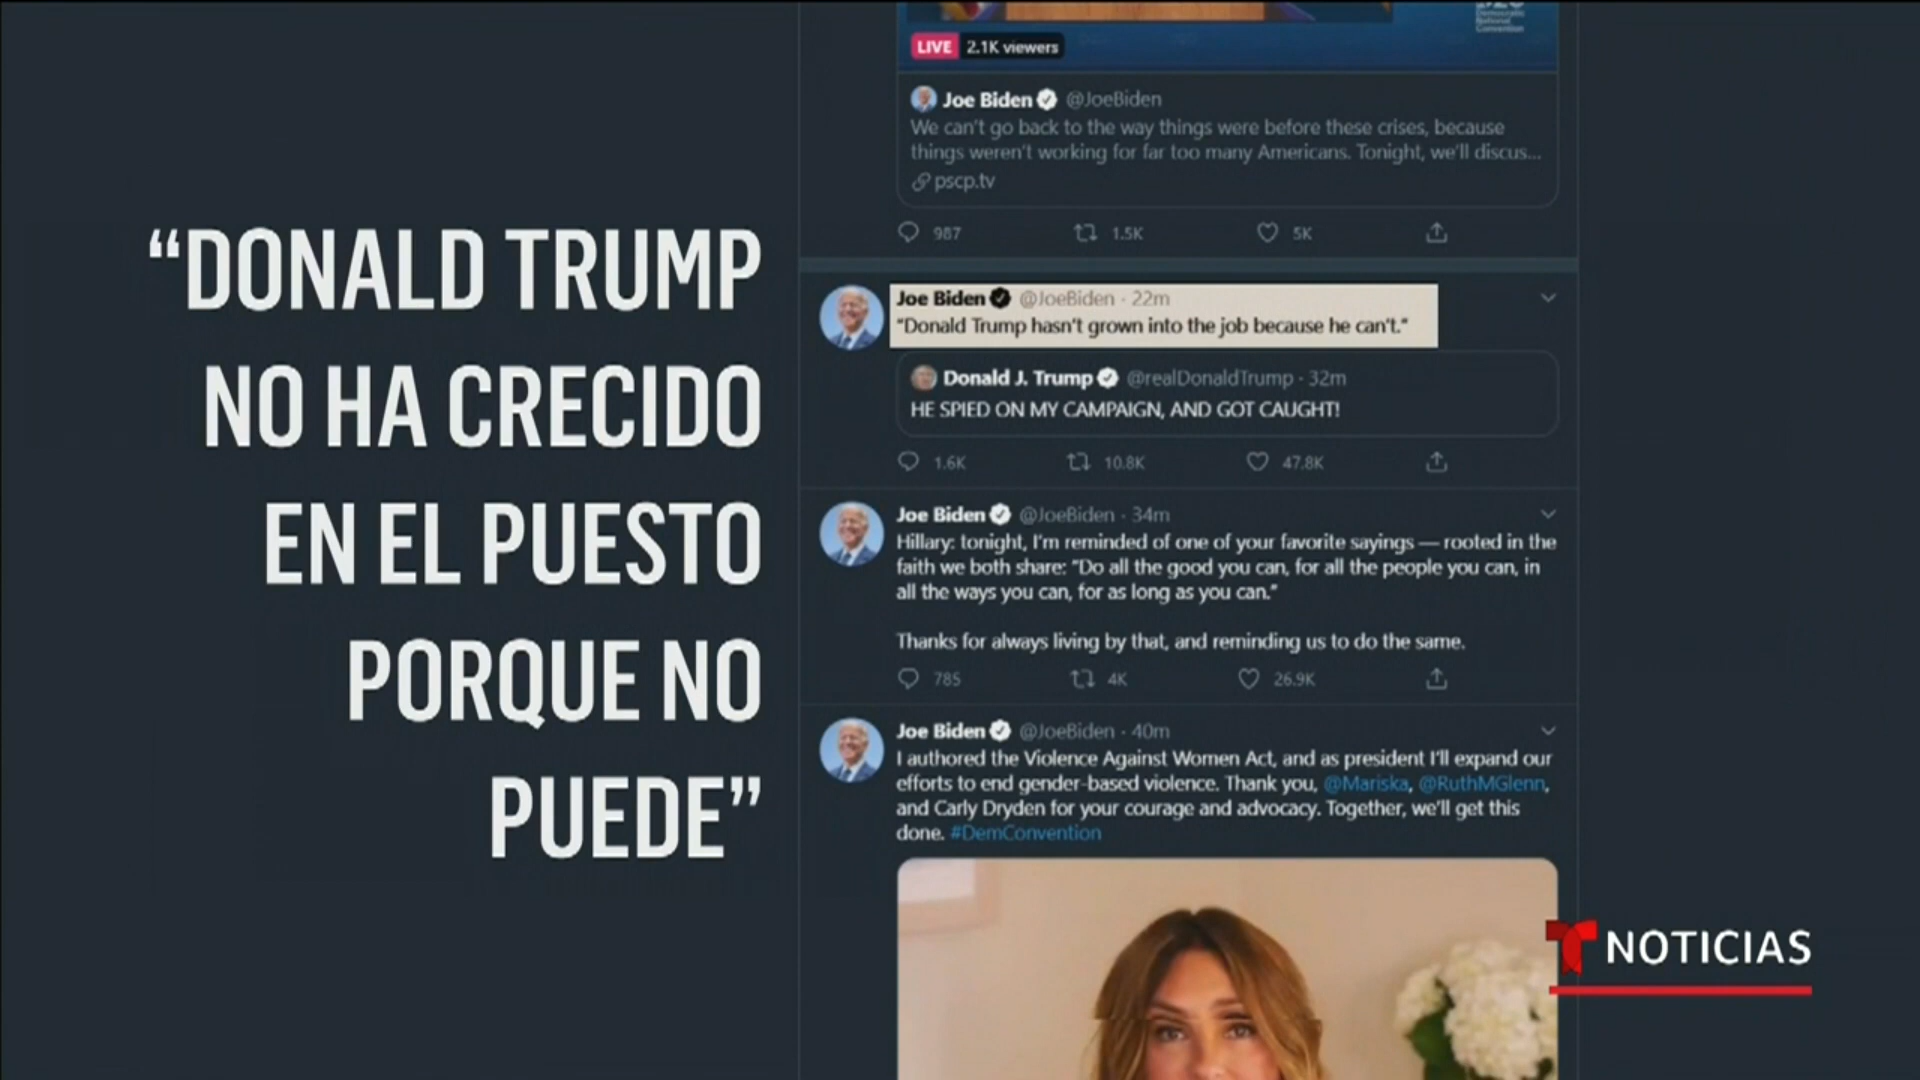 “DONALD TRUMP
NO HA CRECIDO
EN EL PUESTO
PORQUE NO
PUEDE”
Democratic
National
Convention
LIVE 2.1K viewers
Joe Biden @JoeBiden
We can't go back to the way things were before these crises, because
things weren't working for far too many Americans. Tonight, we'll discus...
pscp.tv
987 1.5K 5K
Joe Biden @JoeBiden · 22m
"Donald Trump hasn't grown into the job because he can't."
Donald J. Trump @realDonaldTrump · 32m
HE SPIED ON MY CAMPAIGN, AND GOT CAUGHT!
1.6K 10.8K 47.8K
Joe Biden @JoeBiden · 34m
Hillary: tonight, I'm reminded of one of your favorite sayings — rooted in the
faith we both share: "Do all the good you can, for all the people you can, in
all the ways you can, for as long as you can."
Thanks for always living by that, and reminding us to do the same.
785 4K 26.9K
Joe Biden @JoeBiden · 40m
I authored the Violence Against Women Act, and as president I'll expand our
efforts to end gender-based violence. Thank you, @Mariska, @RuthMGlenn,
and Carly Dryden for your courage and advocacy. Together, we'll get this
done. #DemConvention
NOTICIAS